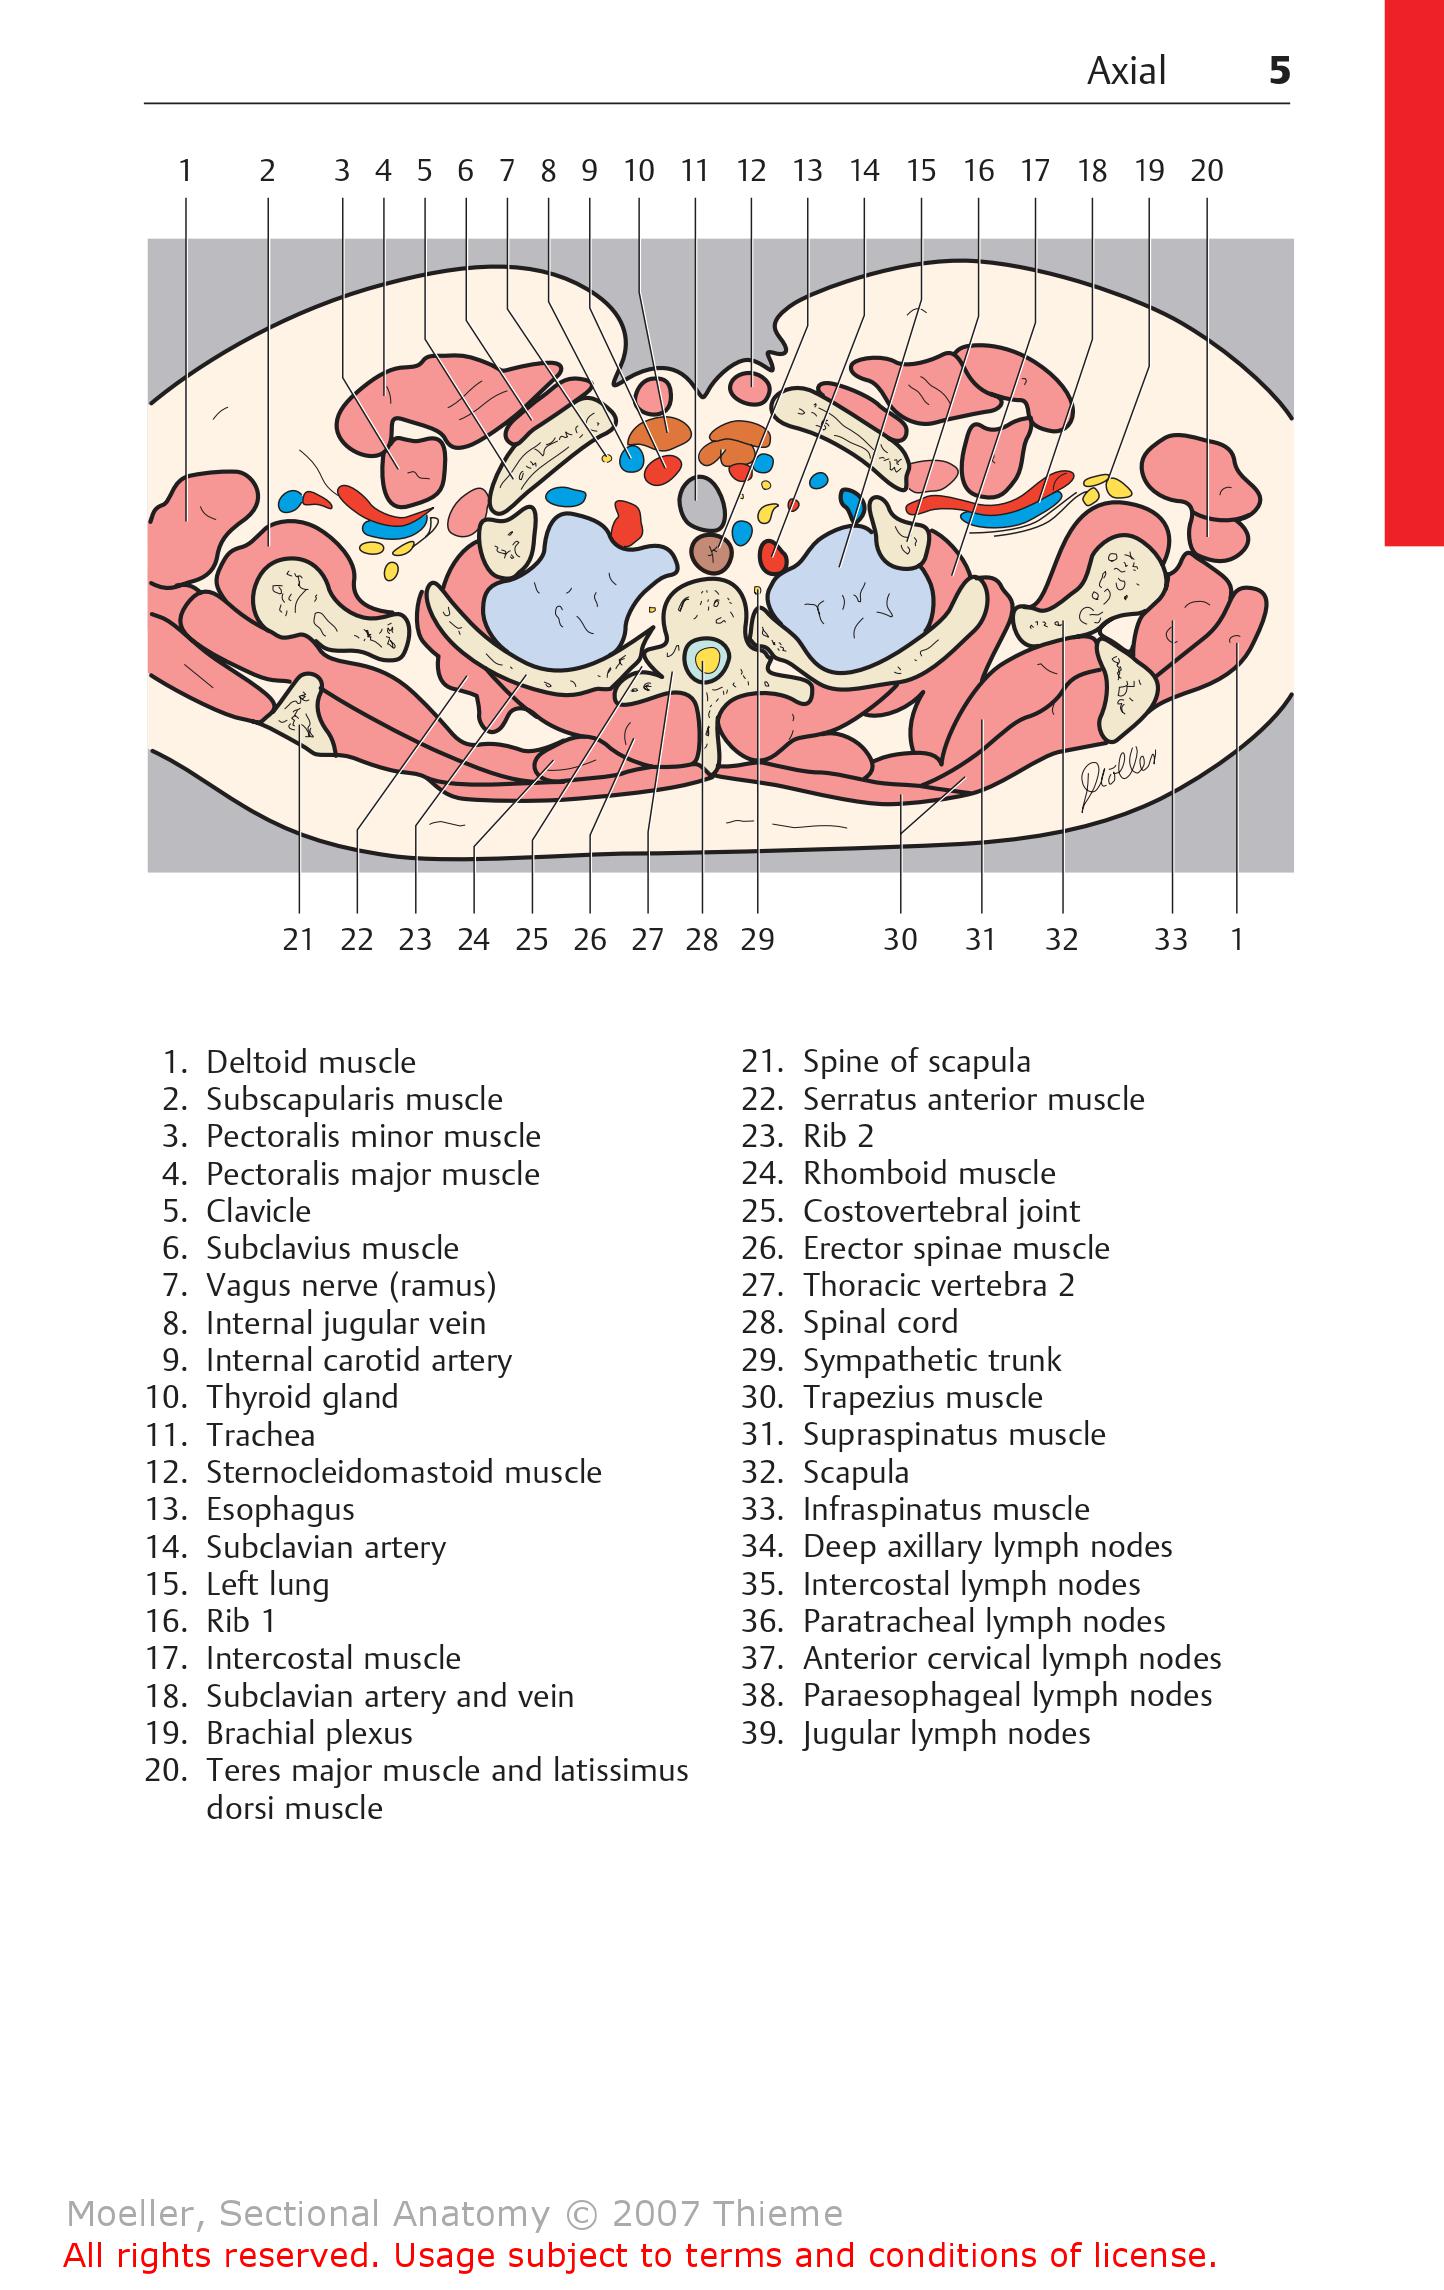 Axial 5
1 2 3 4 5 6 7 8 9 10 11 12 13 14 15 16 17 18 19 20
Möller
21 22 23 24 25 26 27 28 29 30 31 32 33 1
1. Deltoid muscle
2. Subscapularis muscle
3. Pectoralis minor muscle
4. Pectoralis major muscle
5. Clavicle
6. Subclavius muscle
7. Vagus nerve (ramus)
8. Internal jugular vein
9. Internal carotid artery
10. Thyroid gland
11. Trachea
12. Sternocleidomastoid muscle
13. Esophagus
14. Subclavian artery
15. Left lung
16. Rib 1
17. Intercostal muscle
18. Subclavian artery and vein
19. Brachial plexus
20. Teres major muscle and latissimus
dorsi muscle
21. Spine of scapula
22. Serratus anterior muscle
23. Rib 2
24. Rhomboid muscle
25. Costovertebral joint
26. Erector spinae muscle
27. Thoracic vertebra 2
28. Spinal cord
29. Sympathetic trunk
30. Trapezius muscle
31. Supraspinatus muscle
32. Scapula
33. Infraspinatus muscle
34. Deep axillary lymph nodes
35. Intercostal lymph nodes
36. Paratracheal lymph nodes
37. Anterior cervical lymph nodes
38. Paraesophageal lymph nodes
39. Jugular lymph nodes
Moeller, Sectional Anatomy © 2007 Thieme
All rights reserved. Usage subject to terms and conditions of license.